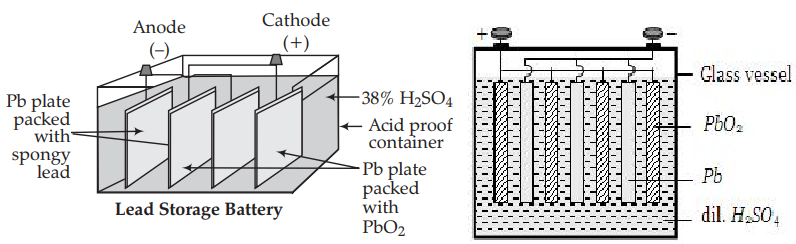 Anode
(–)
Cathode
(+)
Pb plate
packed
with
spongy
lead
38% H₂SO₄
Acid proof
container
Pb plate
packed
with
PbO₂
Lead Storage Battery
+
-
Glass vessel
PbO₂
Pb
dil. H₂SO₄